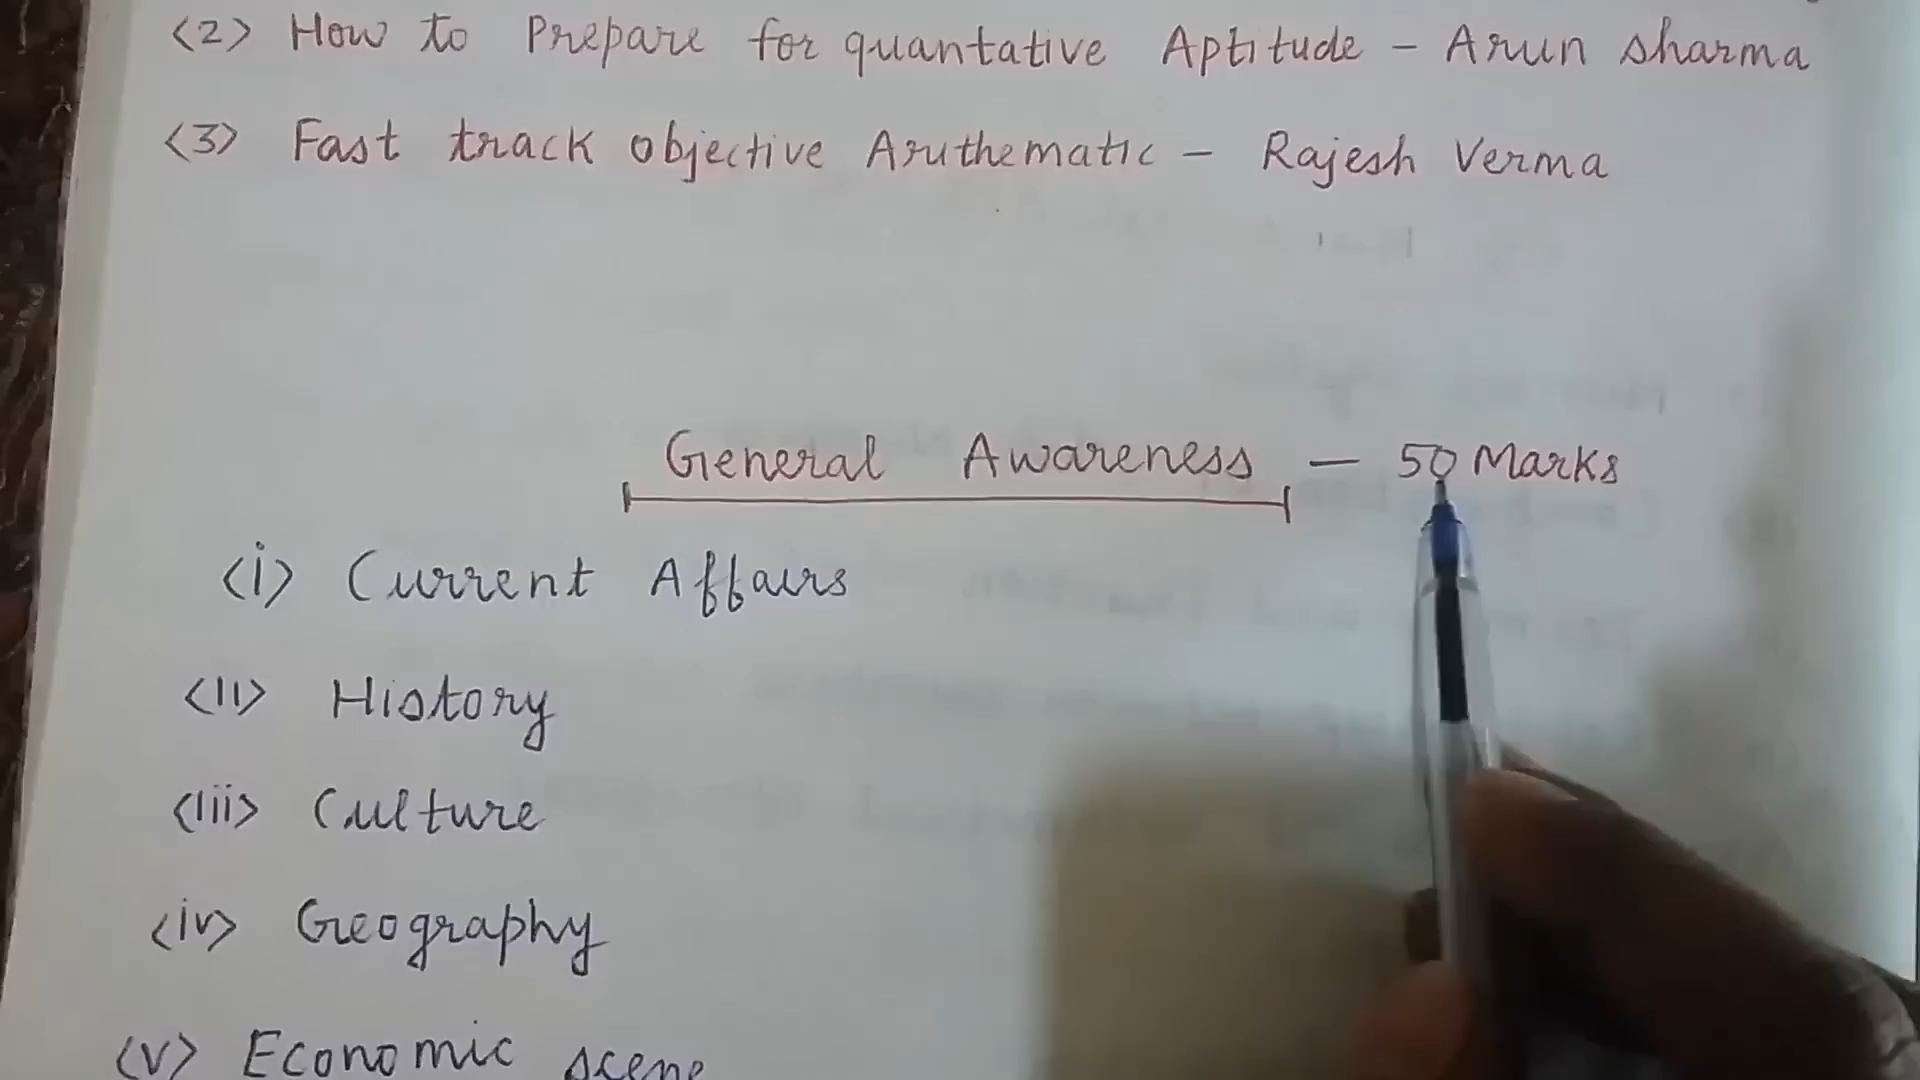 <2> How to Prepare for quantative Aptitude - Arun sharma
<3> Fast track objective Aruthematic - Rajesh Verma
General Awareness - 50 Marks
<i> Current Affairs
<ii> History
<iii> Culture
<iv> Geography
<v> Economic scene